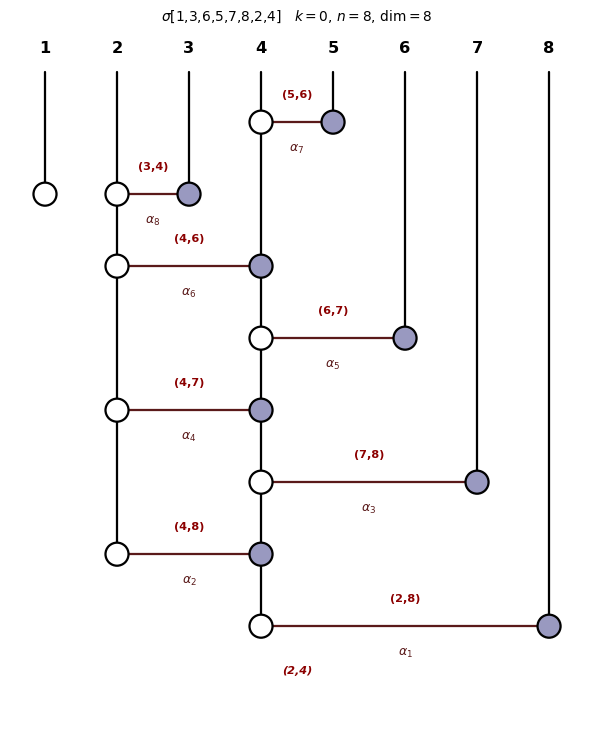 σ[1,3,6,5,7,8,2,4]   k=0, n=8, dim=8
1 2 3 4 5 6 7 8
(5,6)
α₇
(3,4)
α₈
(4,6)
α₆
(6,7)
α₅
(4,7)
α₄
(7,8)
α₃
(4,8)
α₂
(2,8)
α₁
(2,4)